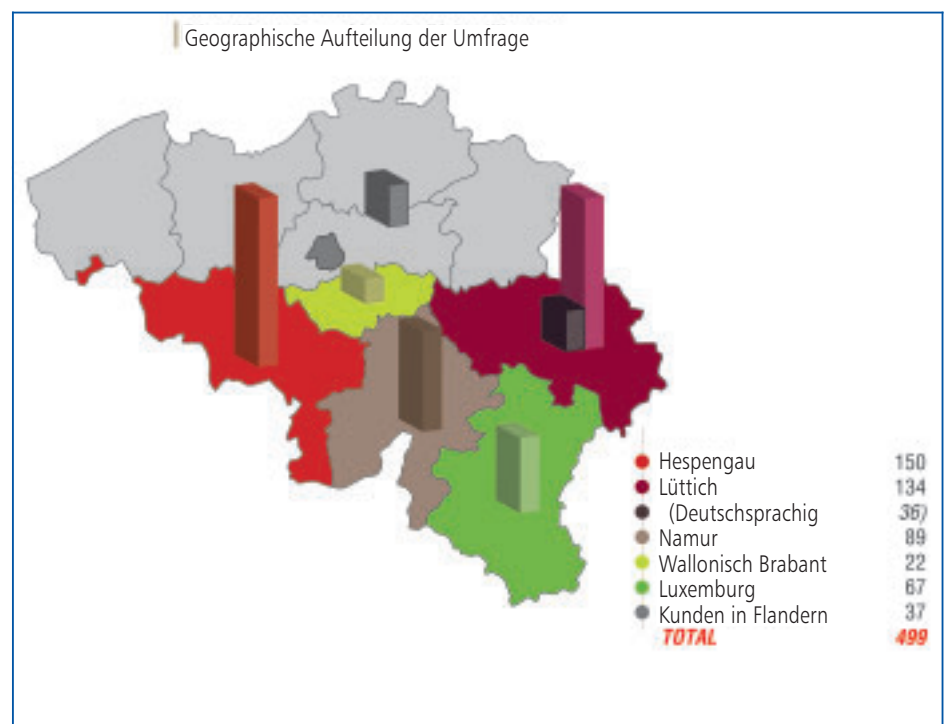 Geographische Aufteilung der Umfrage
Hespengau 150
Lüttich 134
(Deutschsprachig 36)
Namur 89
Wallonisch Brabant 22
Luxemburg 67
Kunden in Flandern 37
TOTAL 499